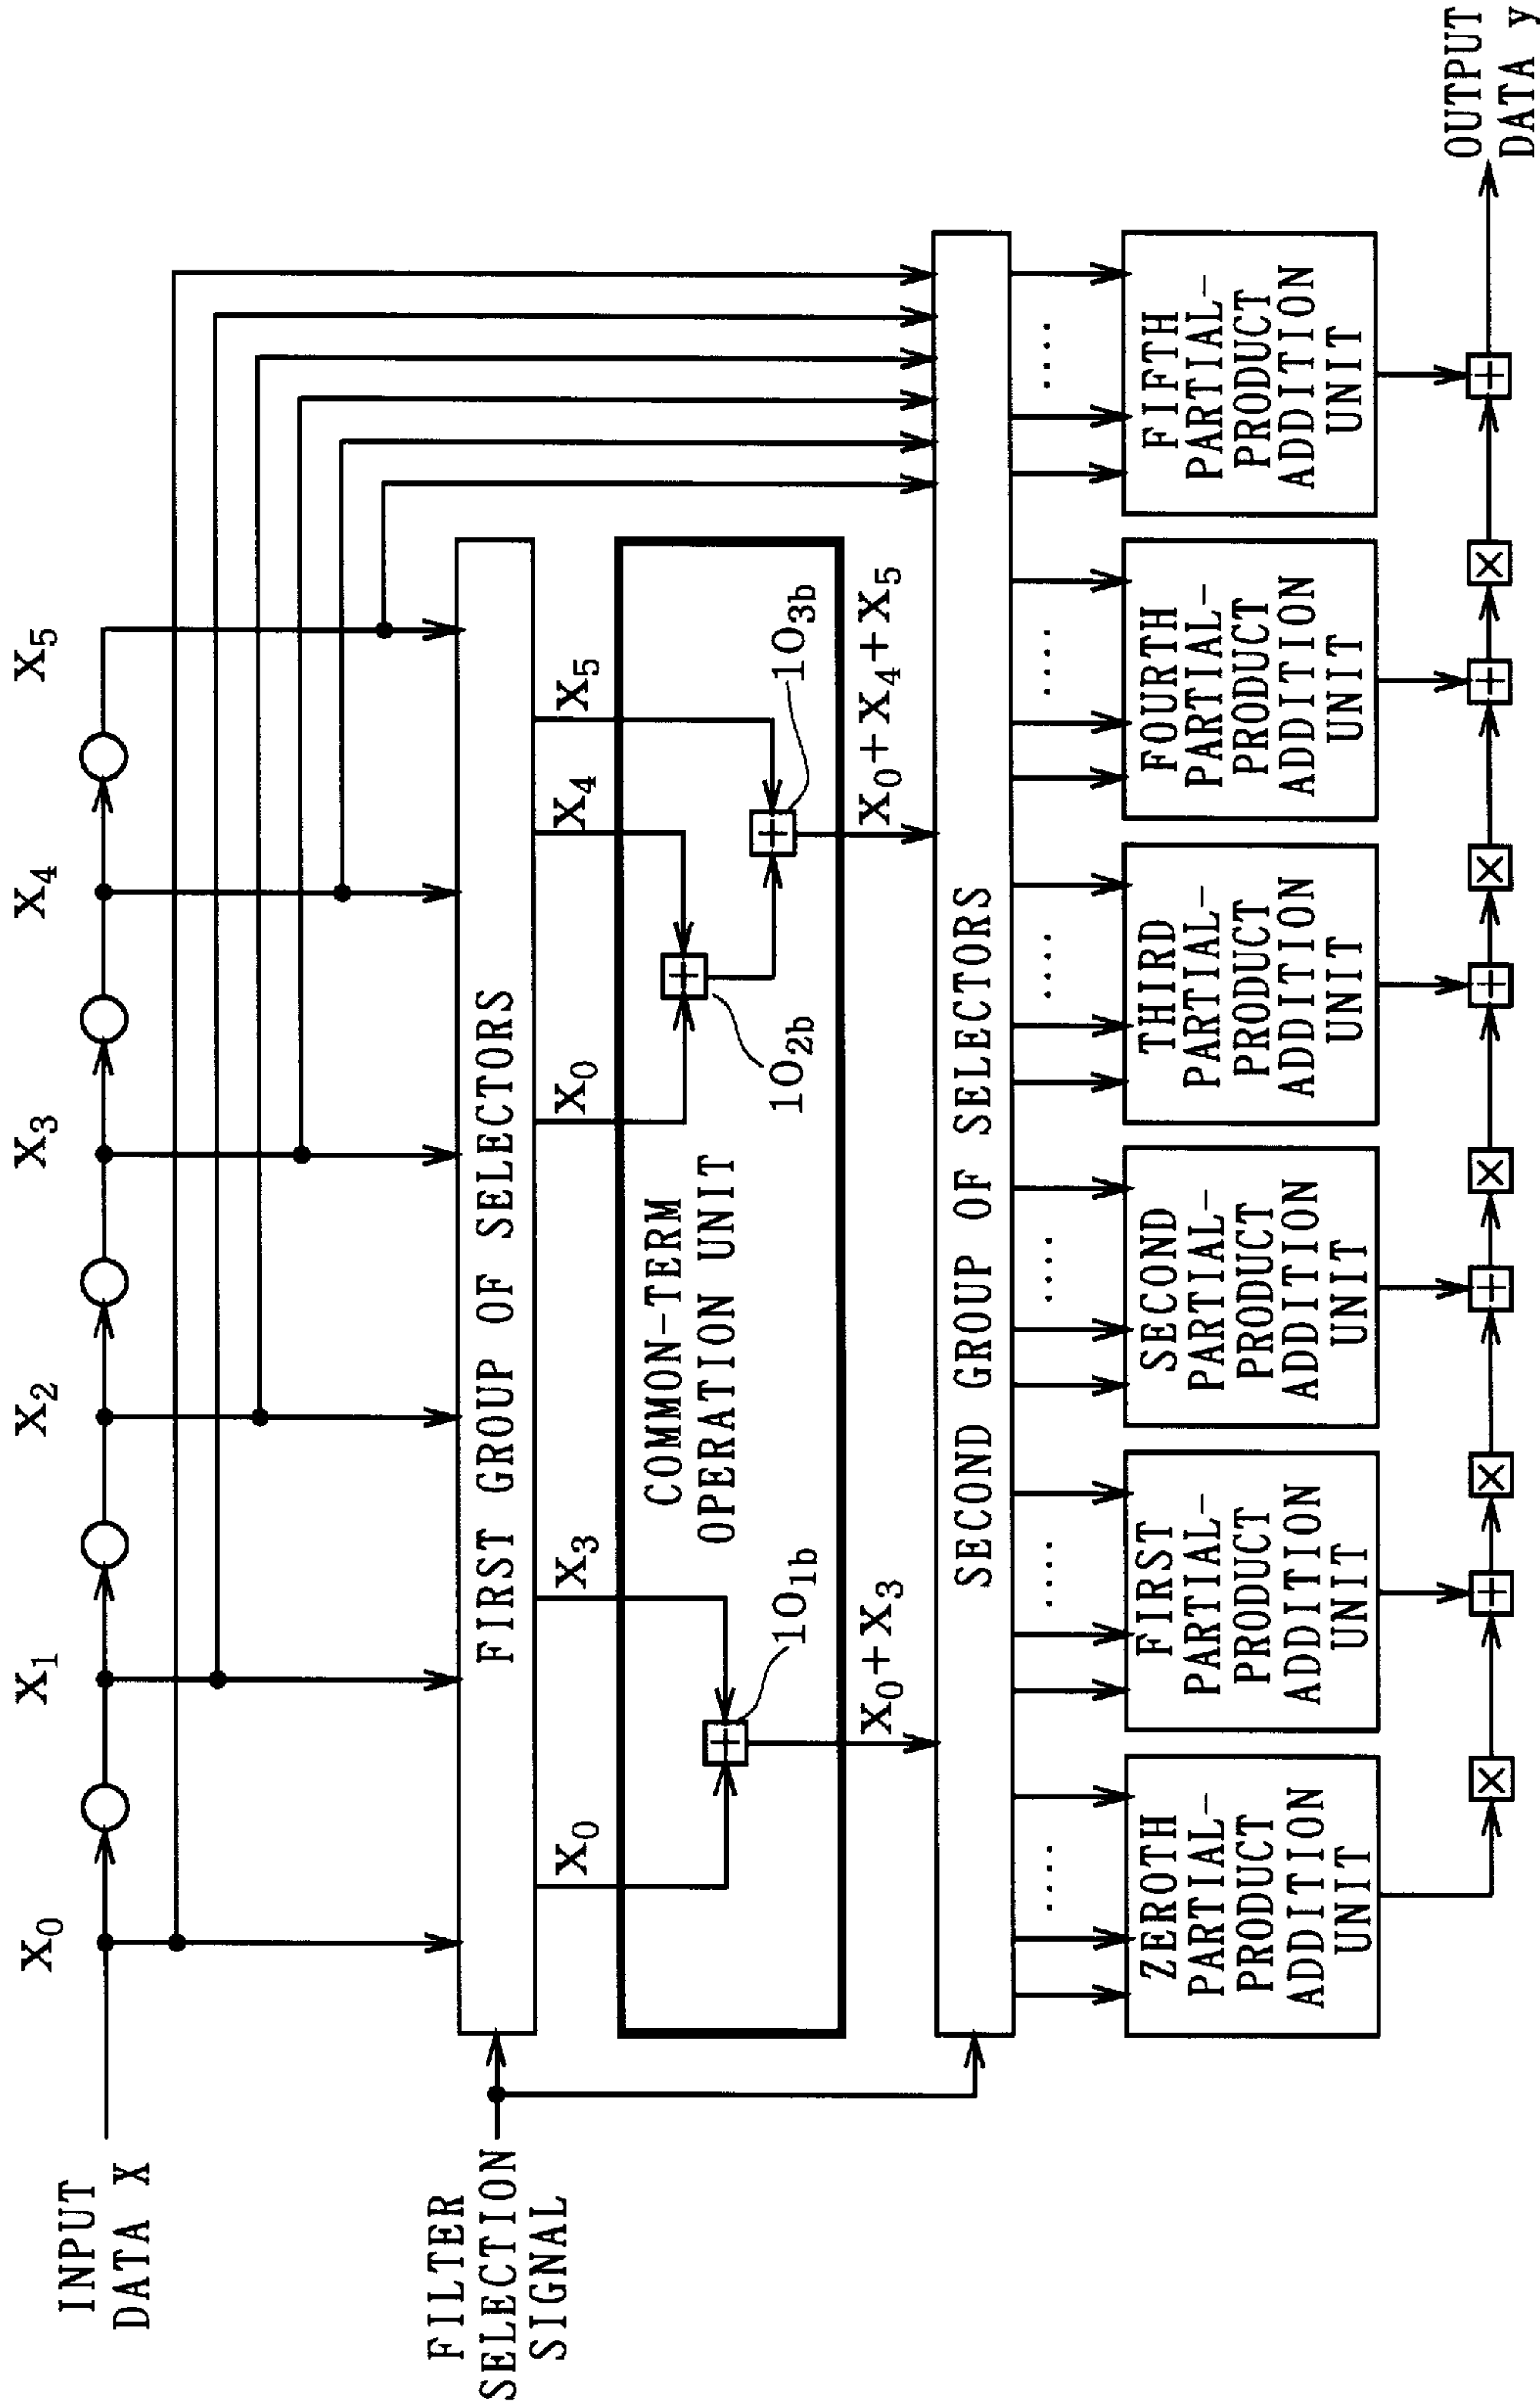 INPUT
DATA X
X₀
X₁
X₂
X₃
X₄
X₅
FILTER
SELECTION
SIGNAL
FIRST GROUP OF SELECTORS
X₀
X₃
X₀
X₄
X₅
COMMON-TERM
OPERATION UNIT
10₁b
10₂b
10₃b
X₀+X₃
X₀+X₄+X₅
SECOND GROUP OF SELECTORS
ZEROTH
PARTIAL-
PRODUCT
ADDITION
UNIT
FIRST
PARTIAL-
PRODUCT
ADDITION
UNIT
SECOND
PARTIAL-
PRODUCT
ADDITION
UNIT
THIRD
PARTIAL-
PRODUCT
ADDITION
UNIT
FOURTH
PARTIAL-
PRODUCT
ADDITION
UNIT
FIFTH
PARTIAL-
PRODUCT
ADDITION
UNIT
OUTPUT
DATA y